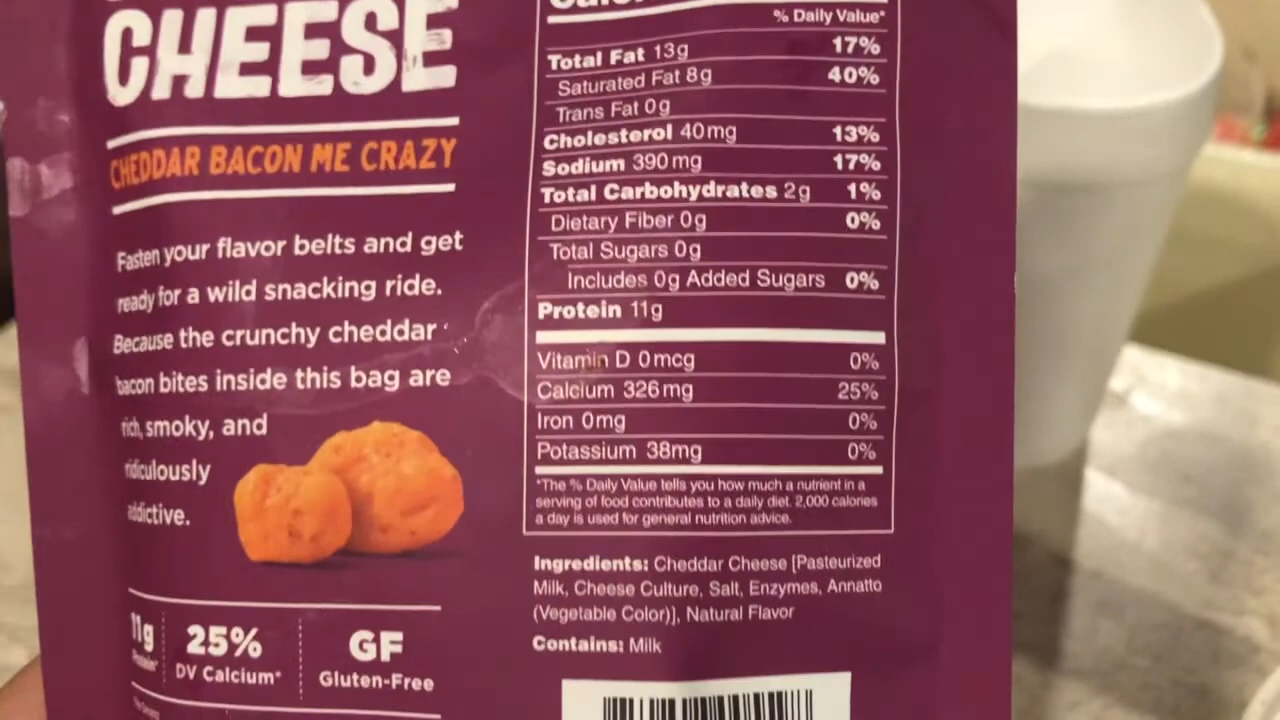 CHEESE
CHEDDAR BACON ME CRAZY
Fasten your flavor belts and get
ready for a wild snacking ride.
Because the crunchy cheddar
bacon bites inside this bag are
rich, smoky, and
ridiculously
addictive.
11g
Protein*
25%
DV Calcium*
GF
Gluten-Free
% Daily Value*
Total Fat 13g 17%
Saturated Fat 8g 40%
Trans Fat 0g
Cholesterol 40mg 13%
Sodium 390mg 17%
Total Carbohydrates 2g 1%
Dietary Fiber 0g 0%
Total Sugars 0g
Includes 0g Added Sugars 0%
Protein 11g
Vitamin D 0mcg 0%
Calcium 326mg 25%
Iron 0mg 0%
Potassium 38mg 0%
*The % Daily Value tells you how much a nutrient in a
serving of food contributes to a daily diet. 2,000 calories
a day is used for general nutrition advice.
Ingredients: Cheddar Cheese [Pasteurized
Milk, Cheese Culture, Salt, Enzymes, Annatto
(Vegetable Color)], Natural Flavor
Contains: Milk